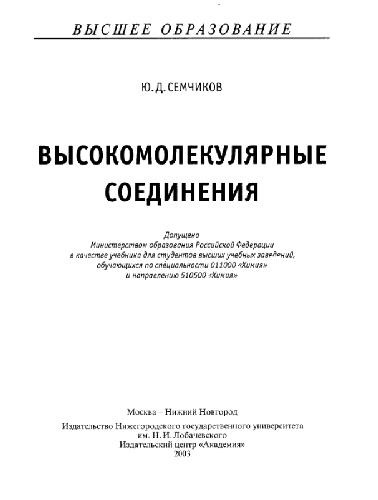 ВЫСШЕЕ ОБРАЗОВАНИЕ
Ю. Д. СЕМЧИКОВ
ВЫСОКОМОЛЕКУЛЯРНЫЕ
СОЕДИНЕНИЯ
Допущено
Министерством образования Российской Федерации
в качестве учебника для студентов высших учебных заведений,
обучающихся по специальности 011000 «Химия»
и направлению 510500 «Химия»
Москва – Нижний Новгород
Издательство Нижегородского государственного университета
им. Н. И. Лобачевского
Издательский центр «Академия»
2003